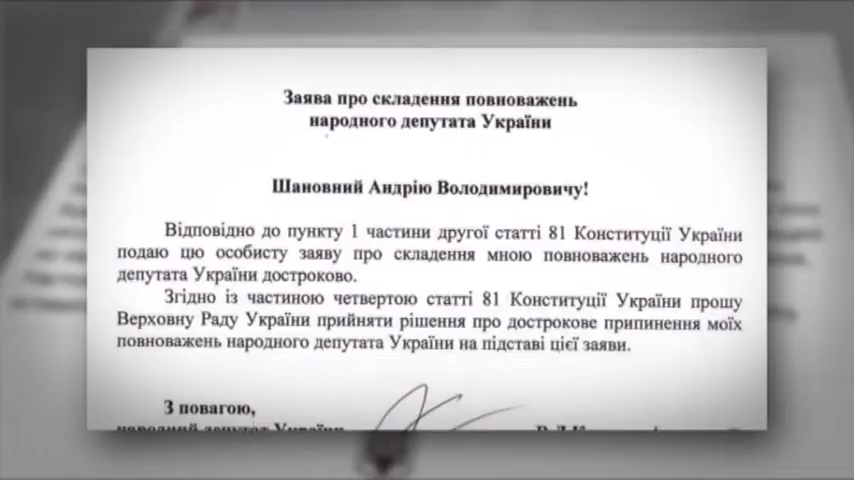 Заява про складення повноважень
народного депутата України
Шановний Андрію Володимировичу!
Відповідно до пункту 1 частини другої статті 81 Конституції України
подаю цю особисту заяву про складення мною повноважень народного
депутата України достроково.
Згідно із частиною четвертою статті 81 Конституції України прошу
Верховну Раду України прийняти рішення про дострокове припинення моїх
повноважень народного депутата України на підставі цієї заяви.
З повагою,
народний депутат України